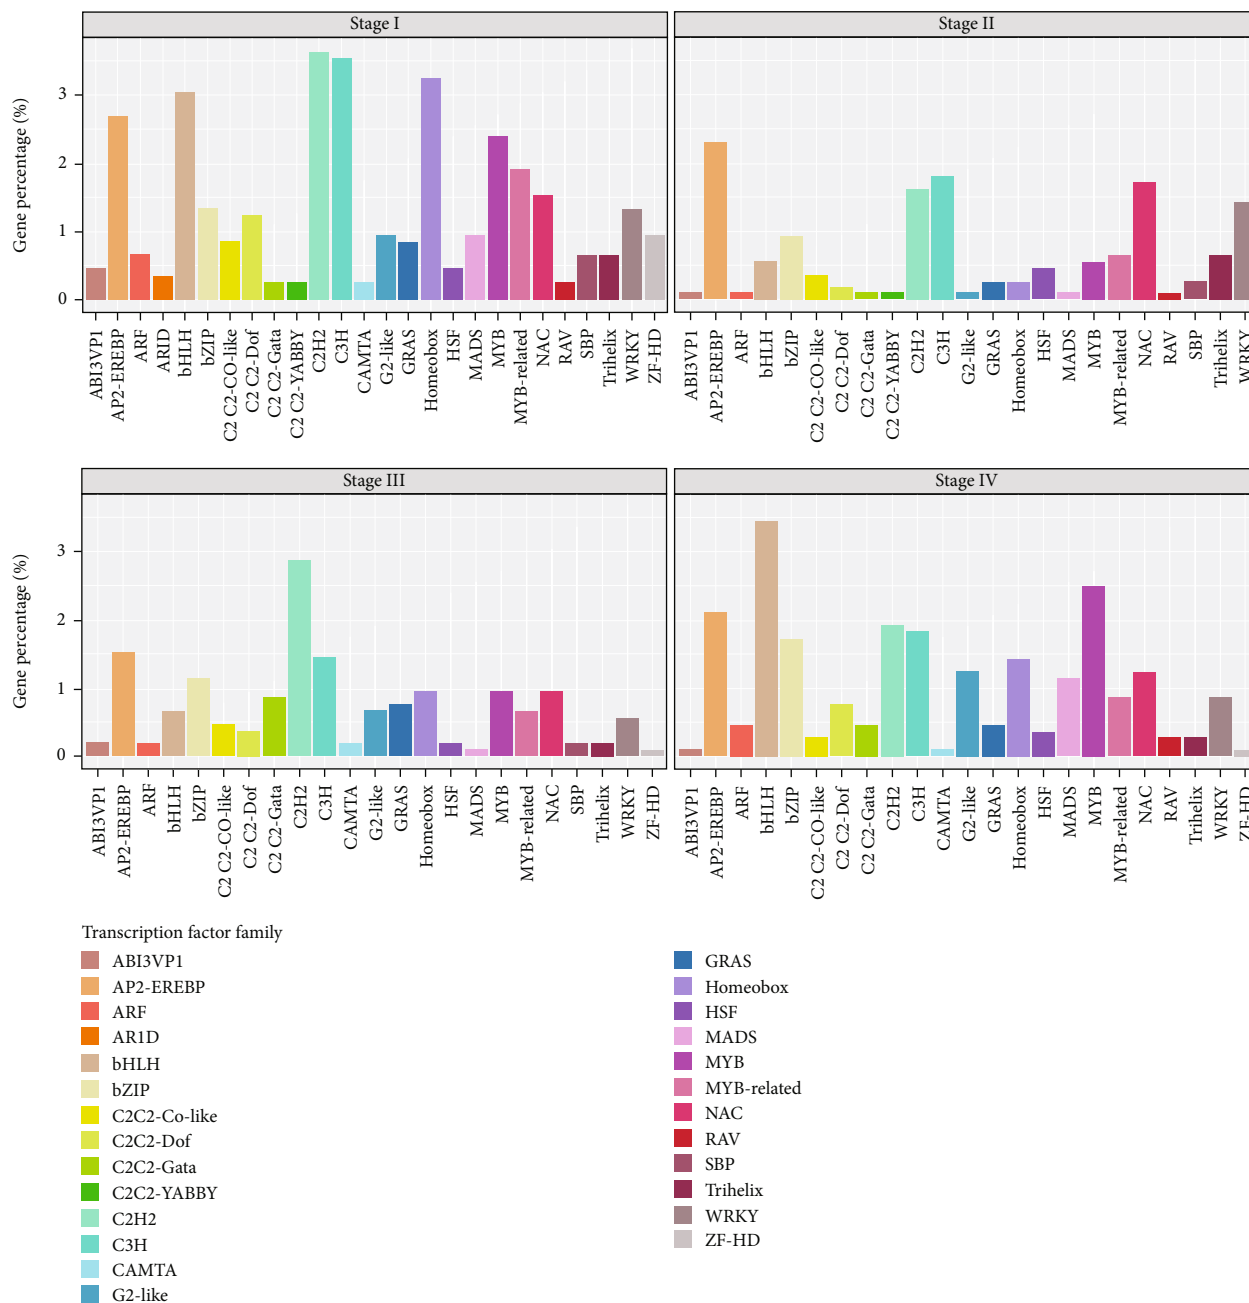 Stage I
Stage II
Gene percentage (%)
3
2
1
0
ABI3VP1
AP2-EREBP
ARF
ARID
bHLH
bZIP
C2 C2-CO-like
C2 C2-Dof
C2 C2-Gata
C2 C2-YABBY
C2H2
C3H
CAMTA
G2-like
GRAS
Homeobox
HSF
MADS
MYB
MYB-related
NAC
RAV
SBP
Trihelix
WRKY
ZF-HD
ABI3VP1
AP2-EREBP
ARF
bHLH
bZIP
C2 C2-CO-like
C2 C2-Dof
C2 C2-Gata
C2 C2-YABBY
C2H2
C3H
G2-like
GRAS
Homeobox
HSF
MADS
MYB
MYB-related
NAC
RAV
SBP
Trihelix
WRKY
Stage III
Stage IV
Gene percentage (%)
3
2
1
0
ABI3VP1
AP2-EREBP
ARF
bHLH
bZIP
C2 C2-CO-like
C2 C2-Dof
C2 C2-Gata
C2H2
C3H
CAMTA
G2-like
GRAS
Homeobox
HSF
MADS
MYB
MYB-related
NAC
SBP
Trihelix
WRKY
ZF-HD
ABI3VP1
AP2-EREBP
ARF
bHLH
bZIP
C2 C2-CO-like
C2 C2-Dof
C2 C2-Gata
C2H2
C3H
CAMTA
G2-like
GRAS
Homeobox
HSF
MADS
MYB
MYB-related
NAC
RAV
Trihelix
WRKY
ZF-HD
Transcription factor family
ABI3VP1
AP2-EREBP
ARF
AR1D
bHLH
bZIP
C2C2-Co-like
C2C2-Dof
C2C2-Gata
C2C2-YABBY
C2H2
C3H
CAMTA
G2-like
GRAS
Homeobox
HSF
MADS
MYB
MYB-related
NAC
RAV
SBP
Trihelix
WRKY
ZF-HD